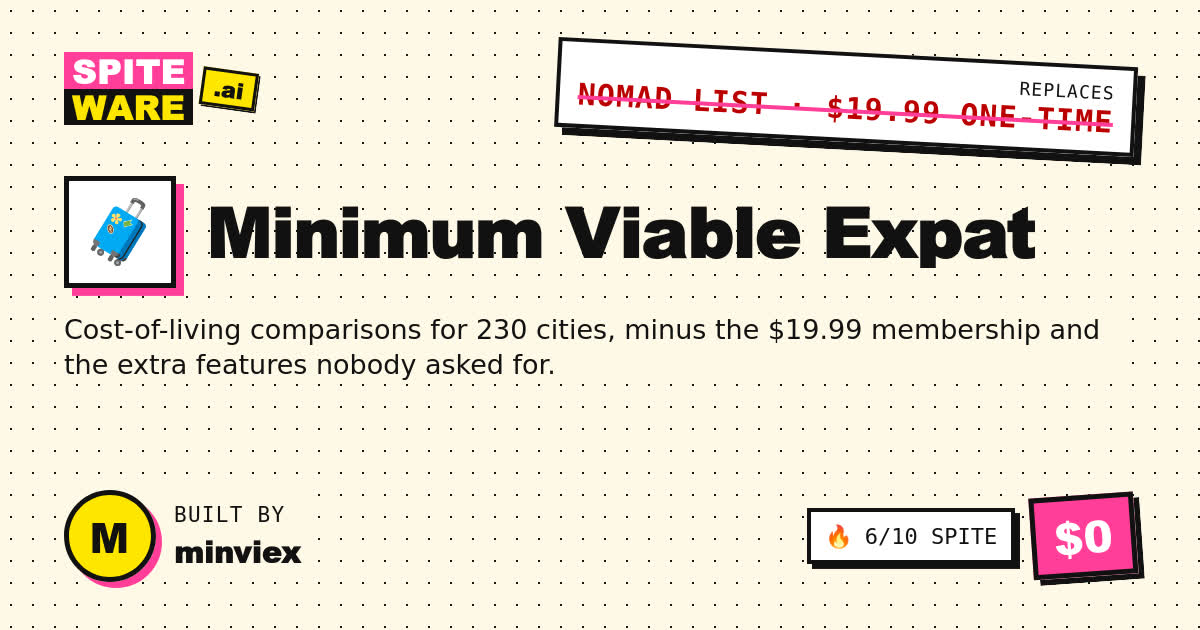 SPITE
WARE
.ai
REPLACES
NOMAD LIST · $19.99 ONE-TIME
Minimum Viable Expat
Cost-of-living comparisons for 230 cities, minus the $19.99 membership and
the extra features nobody asked for.
M
BUILT BY
minviex
🔥 6/10 SPITE
$0